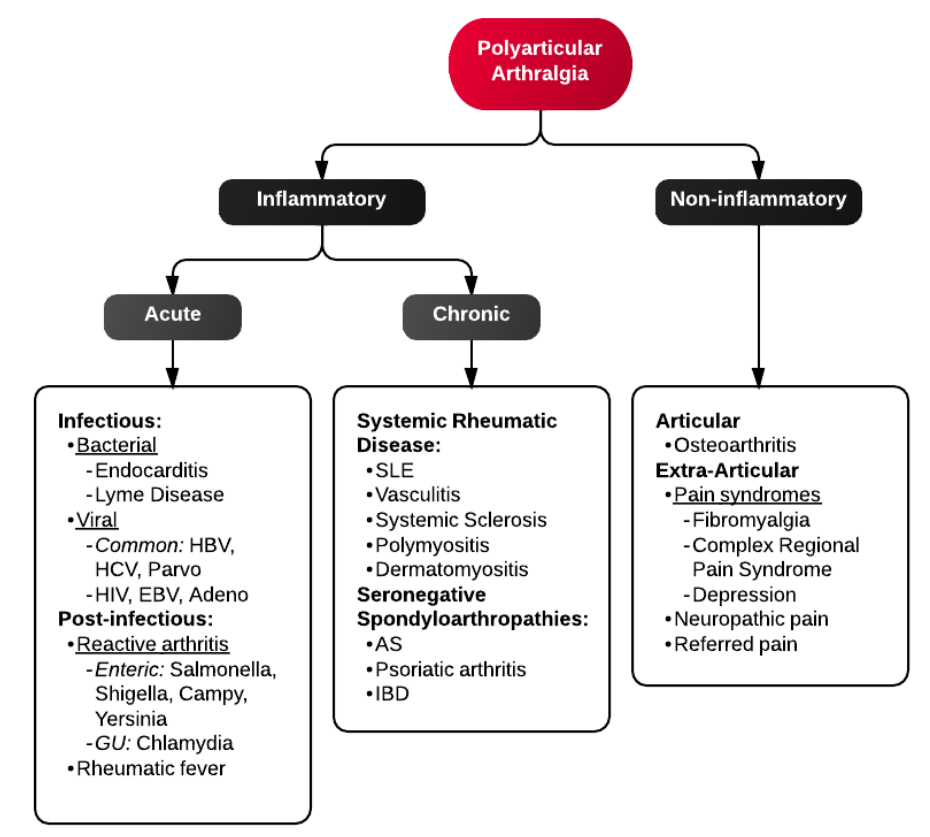 Polyarticular
Arthralgia
Inflammatory
Non-inflammatory
Acute
Chronic
Infectious:
•Bacterial
-Endocarditis
-Lyme Disease
•Viral
-Common: HBV,
HCV, Parvo
-HIV, EBV, Adeno
Post-infectious:
•Reactive arthritis
-Enteric: Salmonella,
Shigella, Campy,
Yersinia
-GU: Chlamydia
•Rheumatic fever
Systemic Rheumatic
Disease:
•SLE
•Vasculitis
•Systemic Sclerosis
•Polymyositis
•Dermatomyositis
Seronegative
Spondyloarthropathies:
•AS
•Psoriatic arthritis
•IBD
Articular
•Osteoarthritis
Extra-Articular
•Pain syndromes
-Fibromyalgia
-Complex Regional
Pain Syndrome
-Depression
•Neuropathic pain
•Referred pain